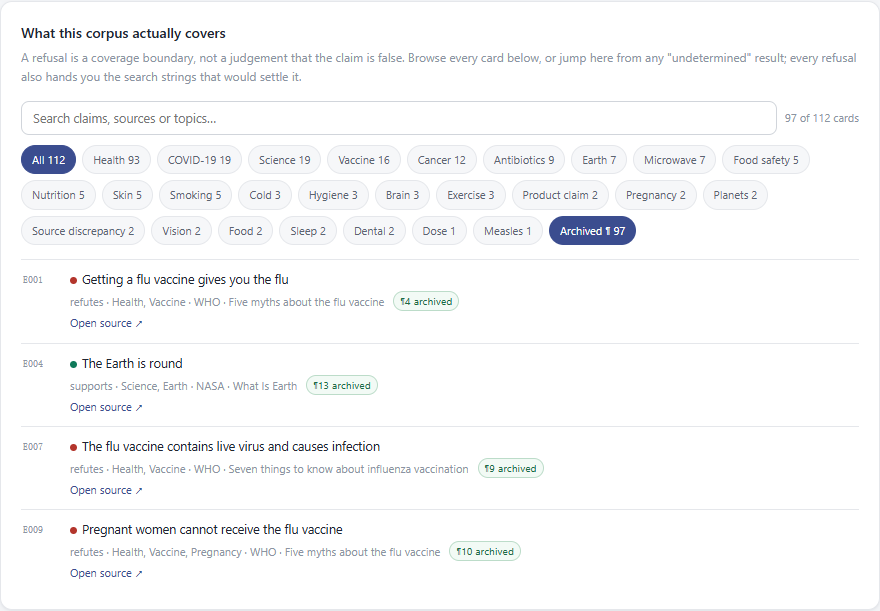 What this corpus actually covers
A refusal is a coverage boundary, not a judgement that the claim is false. Browse every card below, or jump here from any "undetermined" result; every refusal
also hands you the search strings that would settle it.
Search claims, sources or topics...
97 of 112 cards
All 112 Health 93 COVID-19 19 Science 19 Vaccine 16 Cancer 12 Antibiotics 9 Earth 7 Microwave 7 Food safety 5
Nutrition 5 Skin 5 Smoking 5 Cold 3 Hygiene 3 Brain 3 Exercise 3 Product claim 2 Pregnancy 2 Planets 2
Source discrepancy 2 Vision 2 Food 2 Sleep 2 Dental 2 Dose 1 Measles 1 Archived ¶ 97
E001 Getting a flu vaccine gives you the flu
refutes · Health, Vaccine · WHO · Five myths about the flu vaccine ¶4 archived
Open source ↗
E004 The Earth is round
supports · Science, Earth · NASA · What Is Earth ¶13 archived
Open source ↗
E007 The flu vaccine contains live virus and causes infection
refutes · Health, Vaccine · WHO · Seven things to know about influenza vaccination ¶9 archived
Open source ↗
E009 Pregnant women cannot receive the flu vaccine
refutes · Health, Vaccine, Pregnancy · WHO · Five myths about the flu vaccine ¶10 archived
Open source ↗